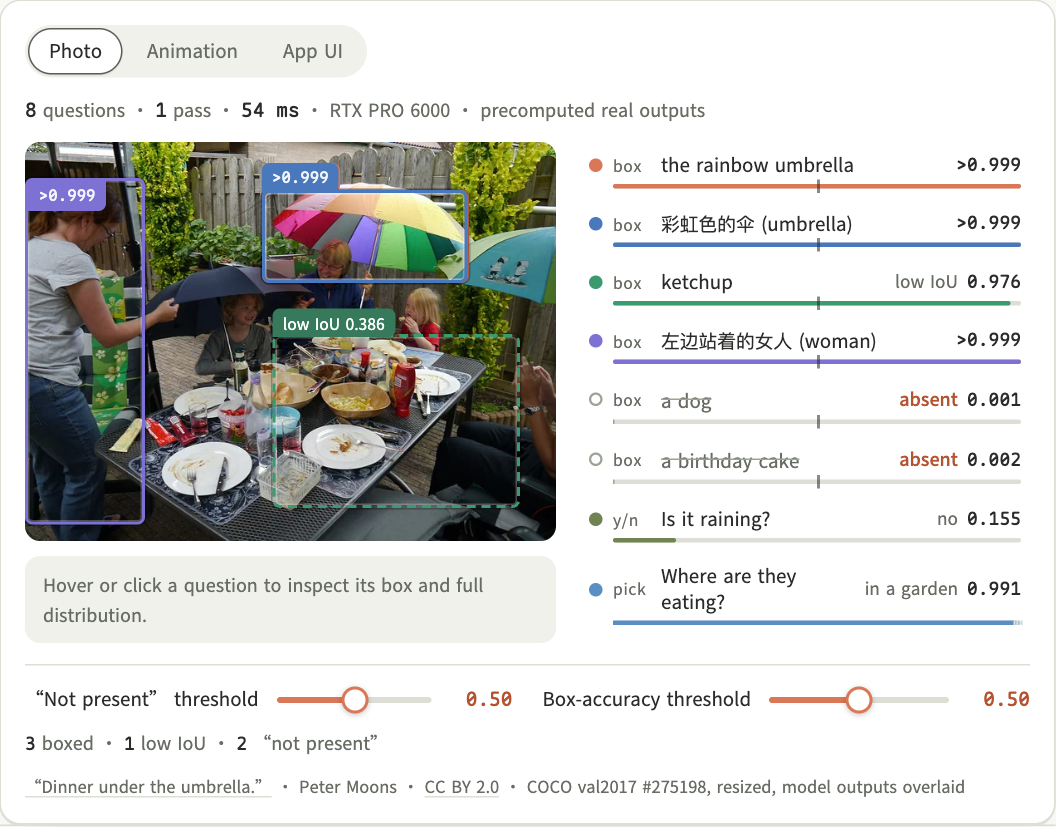 Photo Animation App UI
8 questions • 1 pass • 54 ms • RTX PRO 6000 • precomputed real outputs
>0.999
>0.999
low IoU 0.386
box the rainbow umbrella >0.999
box 彩虹色的伞 (umbrella) >0.999
box ketchup low IoU 0.976
box 左边站着的女人 (woman) >0.999
box a dog absent 0.001
box a birthday cake absent 0.002
y/n Is it raining? no 0.155
pick Where are they eating? in a garden 0.991
Hover or click a question to inspect its box and full
distribution.
“Not present” threshold 0.50 Box-accuracy threshold 0.50
3 boxed • 1 low IoU • 2 “not present”
“Dinner under the umbrella.” • Peter Moons • CC BY 2.0 • COCO val2017 #275198, resized, model outputs overlaid